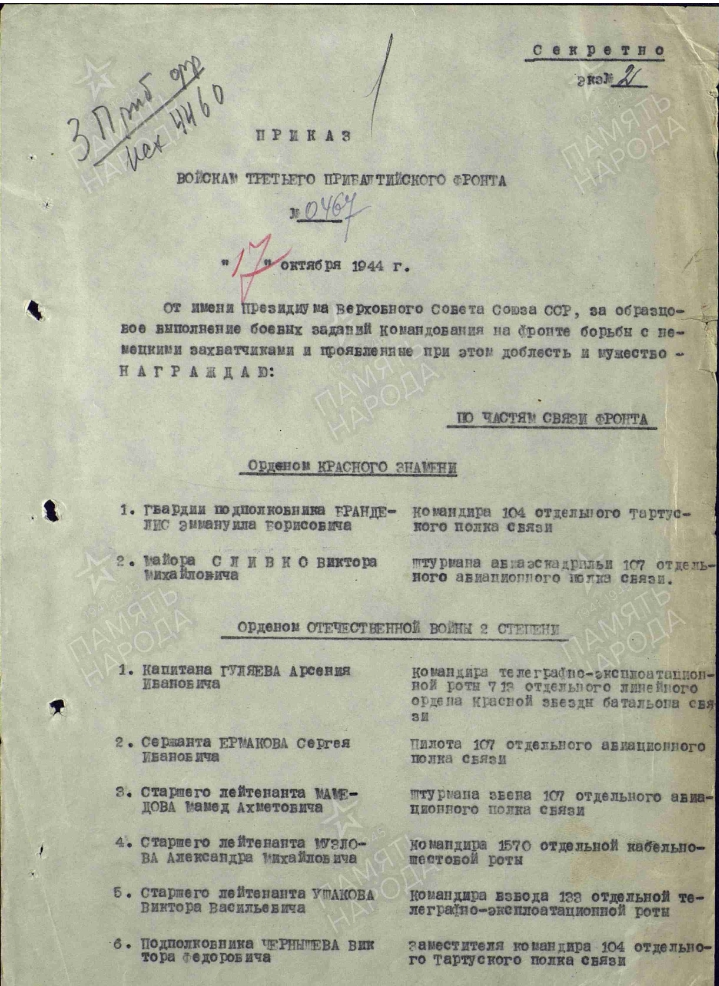 Секретно
экз № 2
3 Приб фр
исх 4460
ПРИКАЗ
ВОЙСКАМ ТРЕТЬЕГО ПРИБАЛТИЙСКОГО ФРОНТА
№ 0467
"17" октября 1944 г.
От имени Президиума Верховного Совета Союза ССР, за образцо-
вое выполнение боевых заданий командования на фронте борьбы с не-
мецкими захватчиками и проявленные при этом доблесть и мужество -
НАГРАЖДАЮ:
ПО ЧАСТЯМ СВЯЗИ ФРОНТА
Орденом КРАСНОГО ЗНАМЕНИ
1. Гвардии подполковника БРАНДЕ- Командира 104 отдельного Тартус-
ЛИС Эммануила Борисовича кого полка связи
2. Майора СЛИВКО Виктора штурмана авиаэскадрильи 107 отдель-
Михайловича ного авиационного полка связи.
Орденом ОТЕЧЕСТВЕННОЙ ВОЙНЫ 2 СТЕПЕНИ
1. Капитана ГУЛЯЕВА Арсения Командира телеграфно-эксплоатацион-
Ивановича ной роты 713 отдельного линейного
ордена Красной Звезды батальона свя
зи
2. Сержанта ЕРМАКОВА Сергея Пилота 107 отдельного авиационного
Ивановича полка связи
3. Старшего лейтенанта МАМЕ- штурмана звена 107 отдельного авиа-
ДОВА Мамед Ахметовича ционного полка связи
4. Старшего лейтенанта МУЗЛО- Командира 1570 отдельной кабельно-
ВА Александра Михайловича шестовой роты
5. Старшего лейтенанта УШАКОВА Командира взвода 133 отдельной те-
Виктора Васильевича леграфно-эксплоатационной роты
6. Подполковника ЧЕРНЫШЕВА Вик Заместителя командира 104 отдельно-
тора Федоровича го Тартуского полка связи
ПАМЯТЬ
НАРОДА